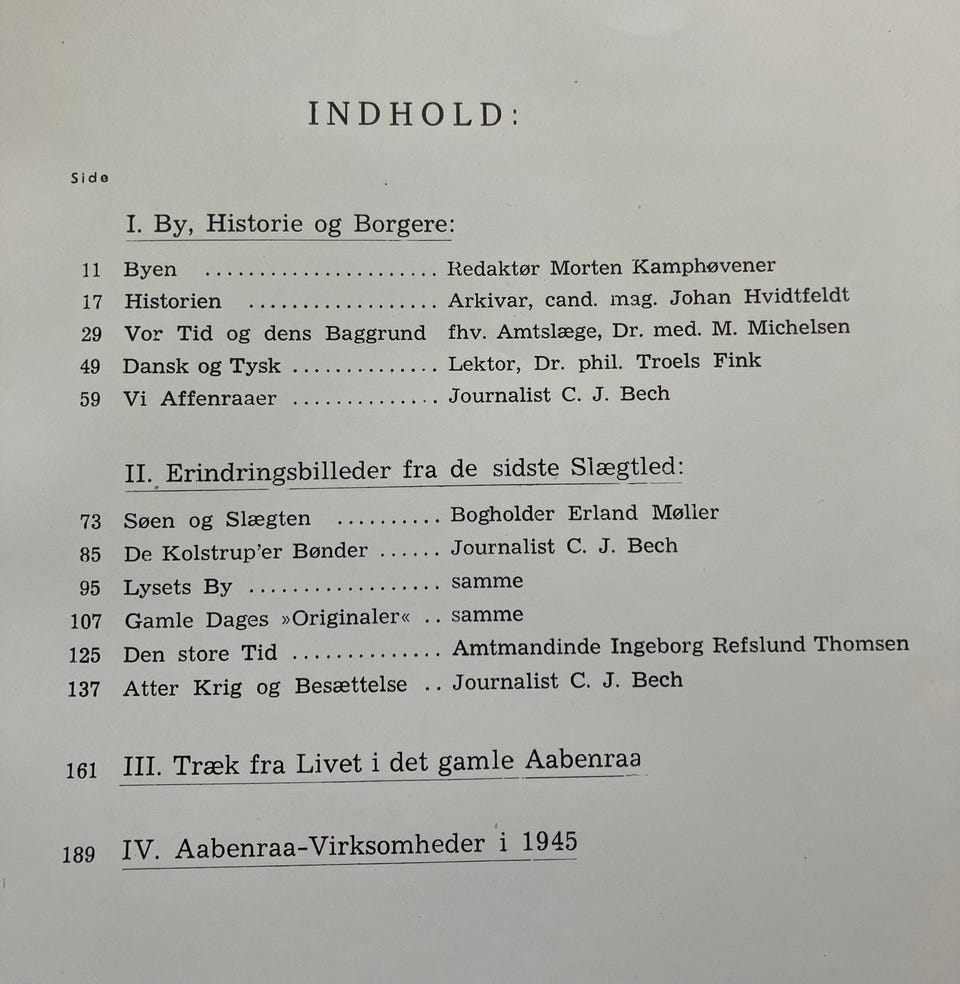 INDHOLD:
Side
I. By, Historie og Borgere:
11 Byen ...................... Redaktør Morten Kamphøvener
17 Historien .................. Arkivar, cand. mag. Johan Hvidtfeldt
29 Vor Tid og dens Baggrund fhv. Amtslæge, Dr. med. M. Michelsen
49 Dansk og Tysk .............. Lektor, Dr. phil. Troels Fink
59 Vi Affenraaer .............. Journalist C. J. Bech
II. Erindringsbilleder fra de sidste Slægtled:
73 Søen og Slægten .......... Bogholder Erland Møller
85 De Kolstrup'er Bønder ...... Journalist C. J. Bech
95 Lysets By .................. samme
107 Gamle Dages »Originaler« .. samme
125 Den store Tid .............. Amtmandinde Ingeborg Refslund Thomsen
137 Atter Krig og Besættelse .. Journalist C. J. Bech
161 III. Træk fra Livet i det gamle Aabenraa
189 IV. Aabenraa-Virksomheder i 1945